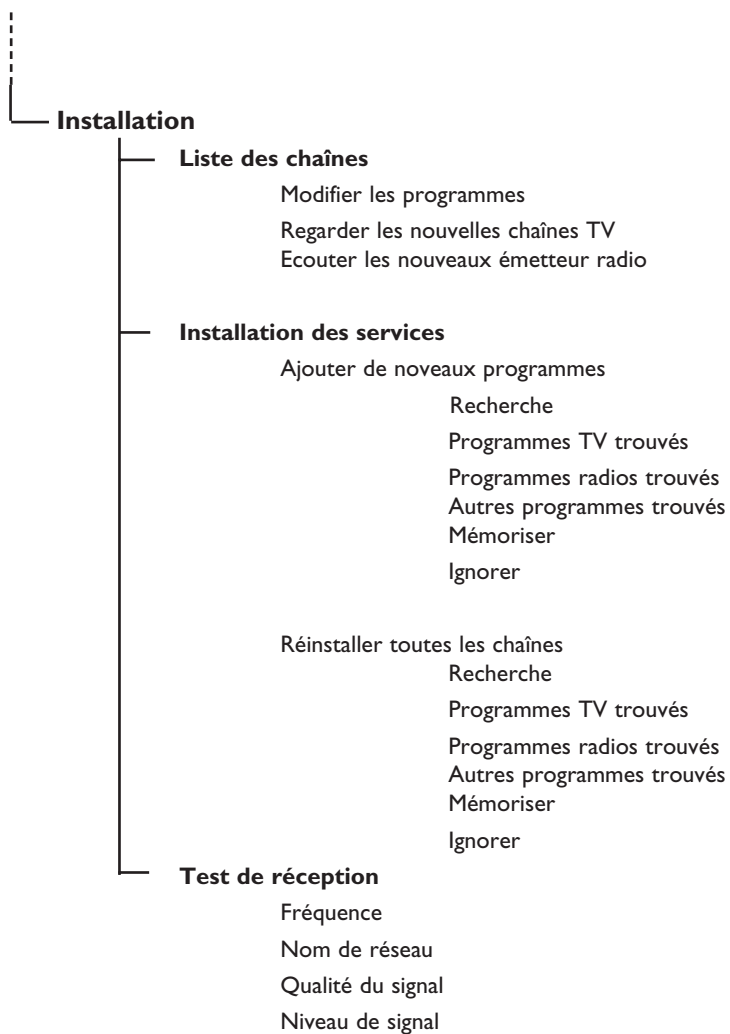 Installation
Liste des chaînes
Modifier les programmes
Regarder les nouvelles chaînes TV
Ecouter les nouveaux émetteur radio
Installation des services
Ajouter de noveaux programmes
Recherche
Programmes TV trouvés
Programmes radios trouvés
Autres programmes trouvés
Mémoriser
Ignorer
Réinstaller toutes les chaînes
Recherche
Programmes TV trouvés
Programmes radios trouvés
Autres programmes trouvés
Mémoriser
Ignorer
Test de réception
Fréquence
Nom de réseau
Qualité du signal
Niveau de signal